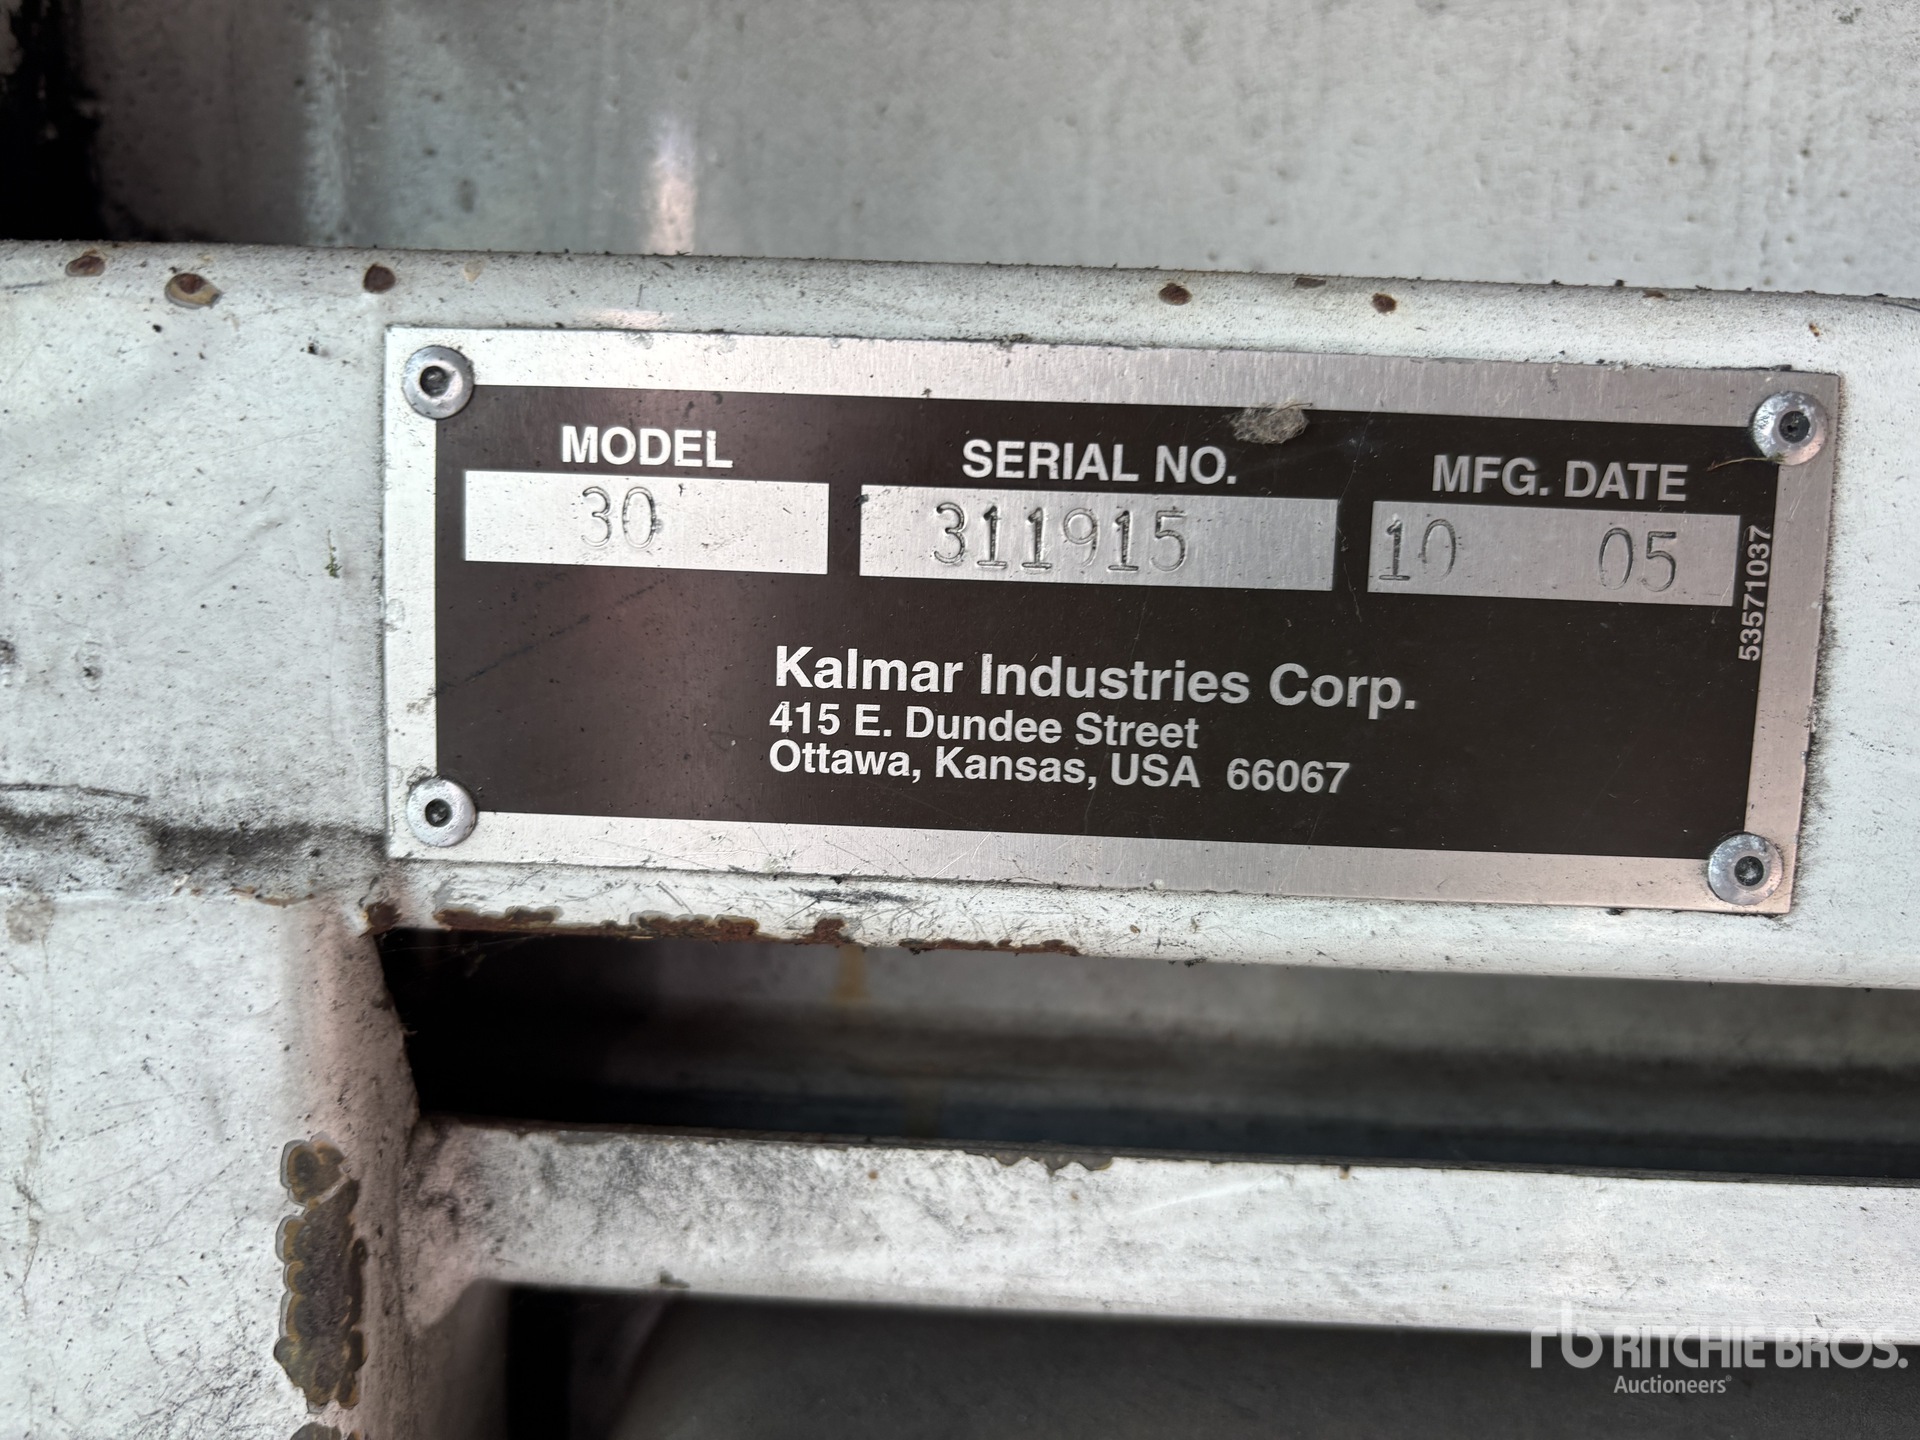 MODEL SERIAL NO. MFG. DATE
30 311915 10 05
53571037
Kalmar Industries Corp.
415 E. Dundee Street
Ottawa, Kansas, USA 66067
rb RITCHIE BROS.
Auctioneers®